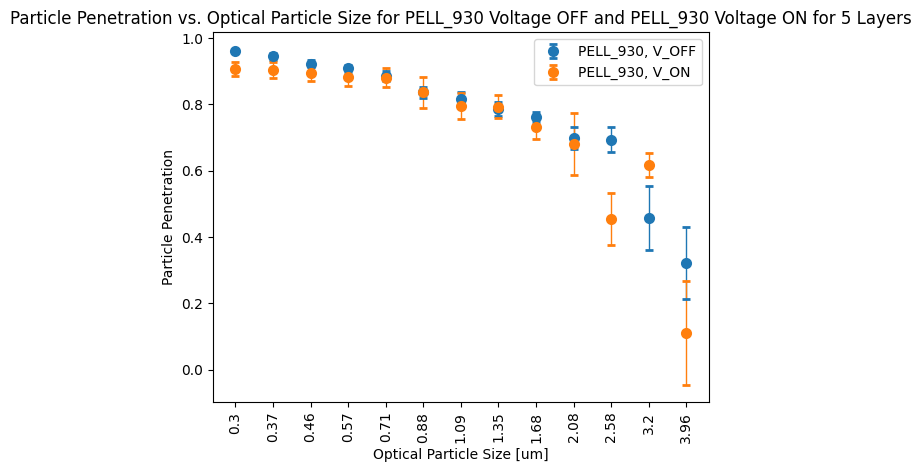 Particle Penetration vs. Optical Particle Size for PELL_930 Voltage OFF and PELL_930 Voltage ON for 5 Layers
PELL_930, V_OFF
PELL_930, V_ON
Particle Penetration
1.0
0.8
0.6
0.4
0.2
0.0
0.3 0.37 0.46 0.57 0.71 0.88 1.09 1.35 1.68 2.08 2.58 3.2 3.96
Optical Particle Size [um]